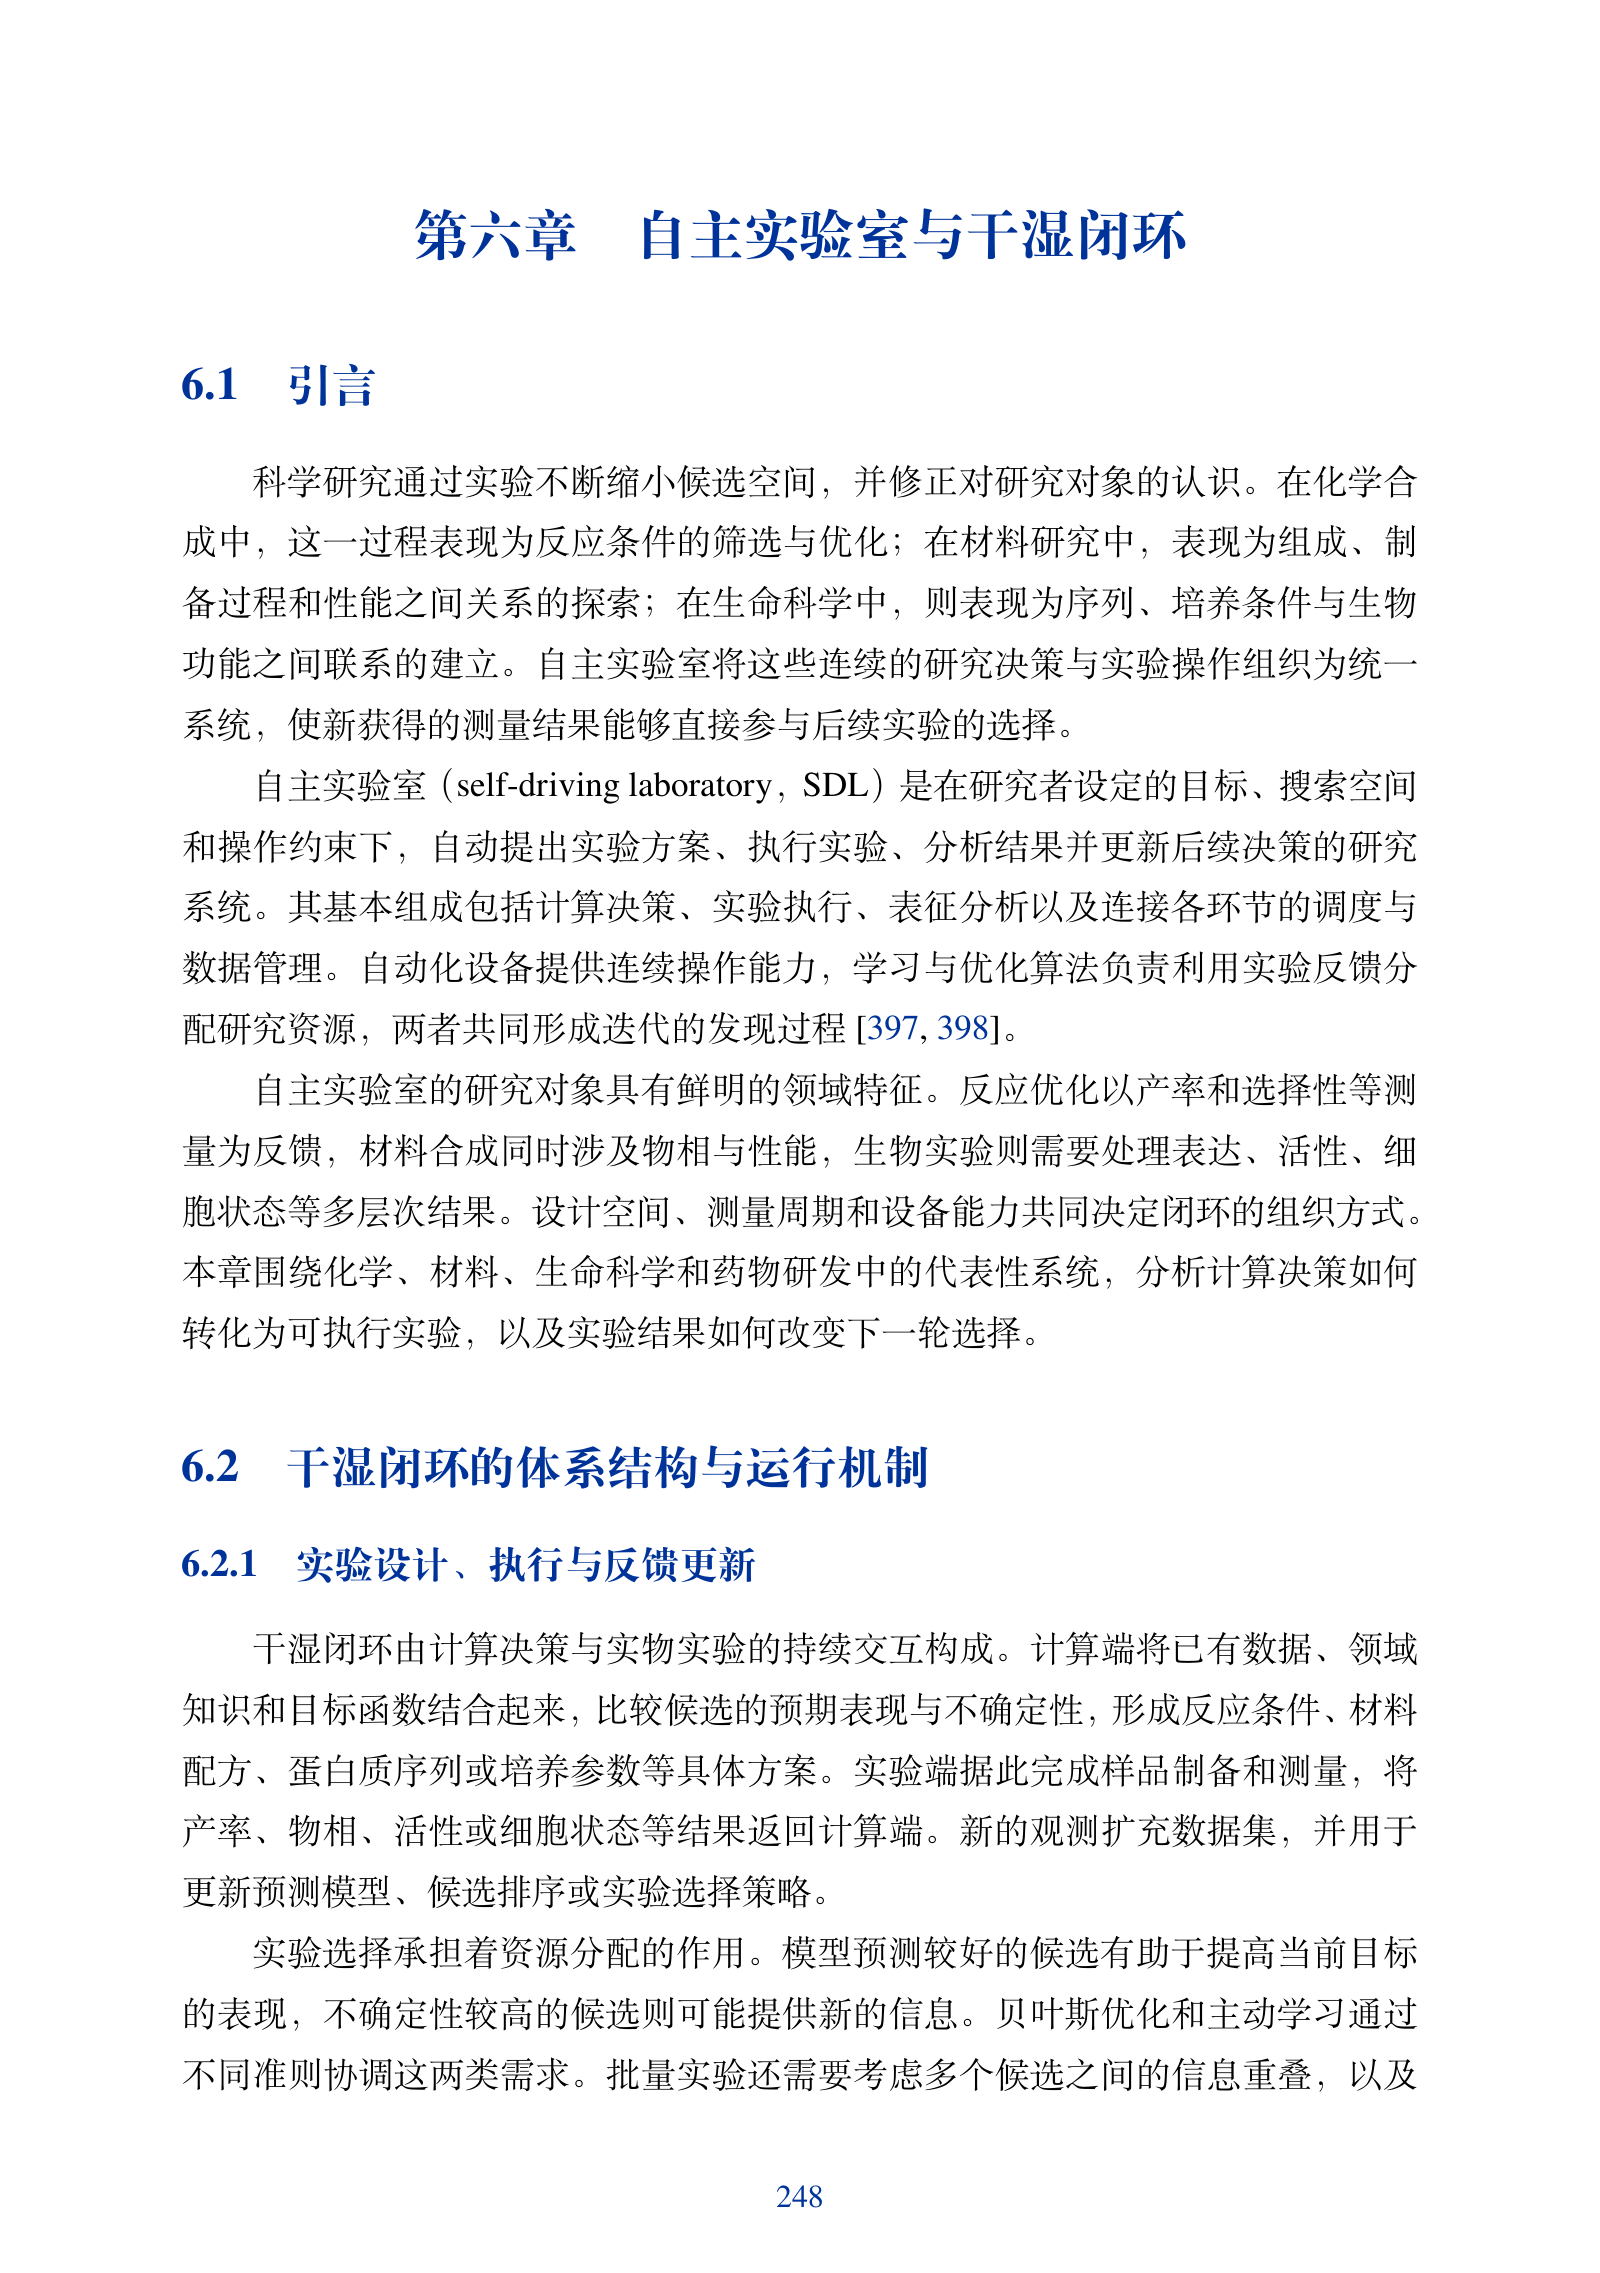 第六章 自主实验室与干湿闭环
6.1 引言
科学研究通过实验不断缩小候选空间，并修正对研究对象的认识。在化学合
成中，这一过程表现为反应条件的筛选与优化；在材料研究中，表现为组成、制
备过程和性能之间关系的探索；在生命科学中，则表现为序列、培养条件与生物
功能之间联系的建立。自主实验室将这些连续的研究决策与实验操作组织为统一
系统，使新获得的测量结果能够直接参与后续实验的选择。
自主实验室（self-driving laboratory，SDL）是在研究者设定的目标、搜索空间
和操作约束下，自动提出实验方案、执行实验、分析结果并更新后续决策的研究
系统。其基本组成包括计算决策、实验执行、表征分析以及连接各环节的调度与
数据管理。自动化设备提供连续操作能力，学习与优化算法负责利用实验反馈分
配研究资源，两者共同形成迭代的发现过程 [397, 398]。
自主实验室的研究对象具有鲜明的领域特征。反应优化以产率和选择性等测
量为反馈，材料合成同时涉及物相与性能，生物实验则需要处理表达、活性、细
胞状态等多层次结果。设计空间、测量周期和设备能力共同决定闭环的组织方式。
本章围绕化学、材料、生命科学和药物研发中的代表性系统，分析计算决策如何
转化为可执行实验，以及实验结果如何改变下一轮选择。
6.2 干湿闭环的体系结构与运行机制
6.2.1 实验设计、执行与反馈更新
干湿闭环由计算决策与实物实验的持续交互构成。计算端将已有数据、领域
知识和目标函数结合起来，比较候选的预期表现与不确定性，形成反应条件、材料
配方、蛋白质序列或培养参数等具体方案。实验端据此完成样品制备和测量，将
产率、物相、活性或细胞状态等结果返回计算端。新的观测扩充数据集，并用于
更新预测模型、候选排序或实验选择策略。
实验选择承担着资源分配的作用。模型预测较好的候选有助于提高当前目标
的表现，不确定性较高的候选则可能提供新的信息。贝叶斯优化和主动学习通过
不同准则协调这两类需求。批量实验还需要考虑多个候选之间的信息重叠，以及
248